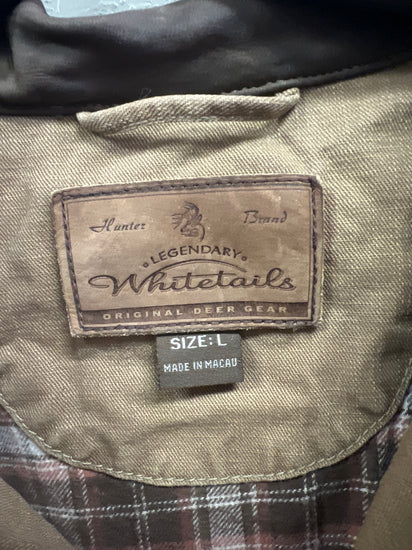 Hunter Brand
LEGENDARY
Whitetails
ORIGINAL DEER GEAR
SIZE: L
MADE IN MACAU